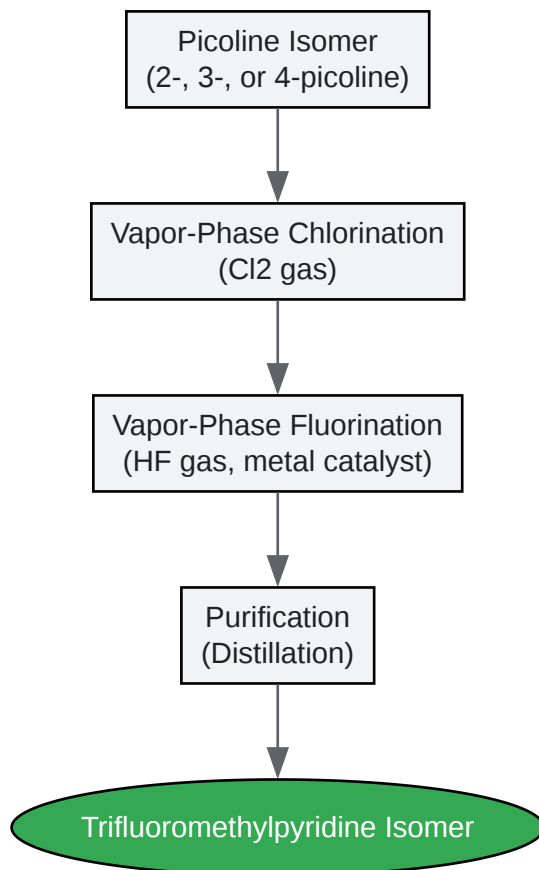 Picoline Isomer
(2-, 3-, or 4-picoline)
Vapor-Phase Chlorination
(Cl2 gas)
Vapor-Phase Fluorination
(HF gas, metal catalyst)
Purification
(Distillation)
Trifluoromethylpyridine Isomer